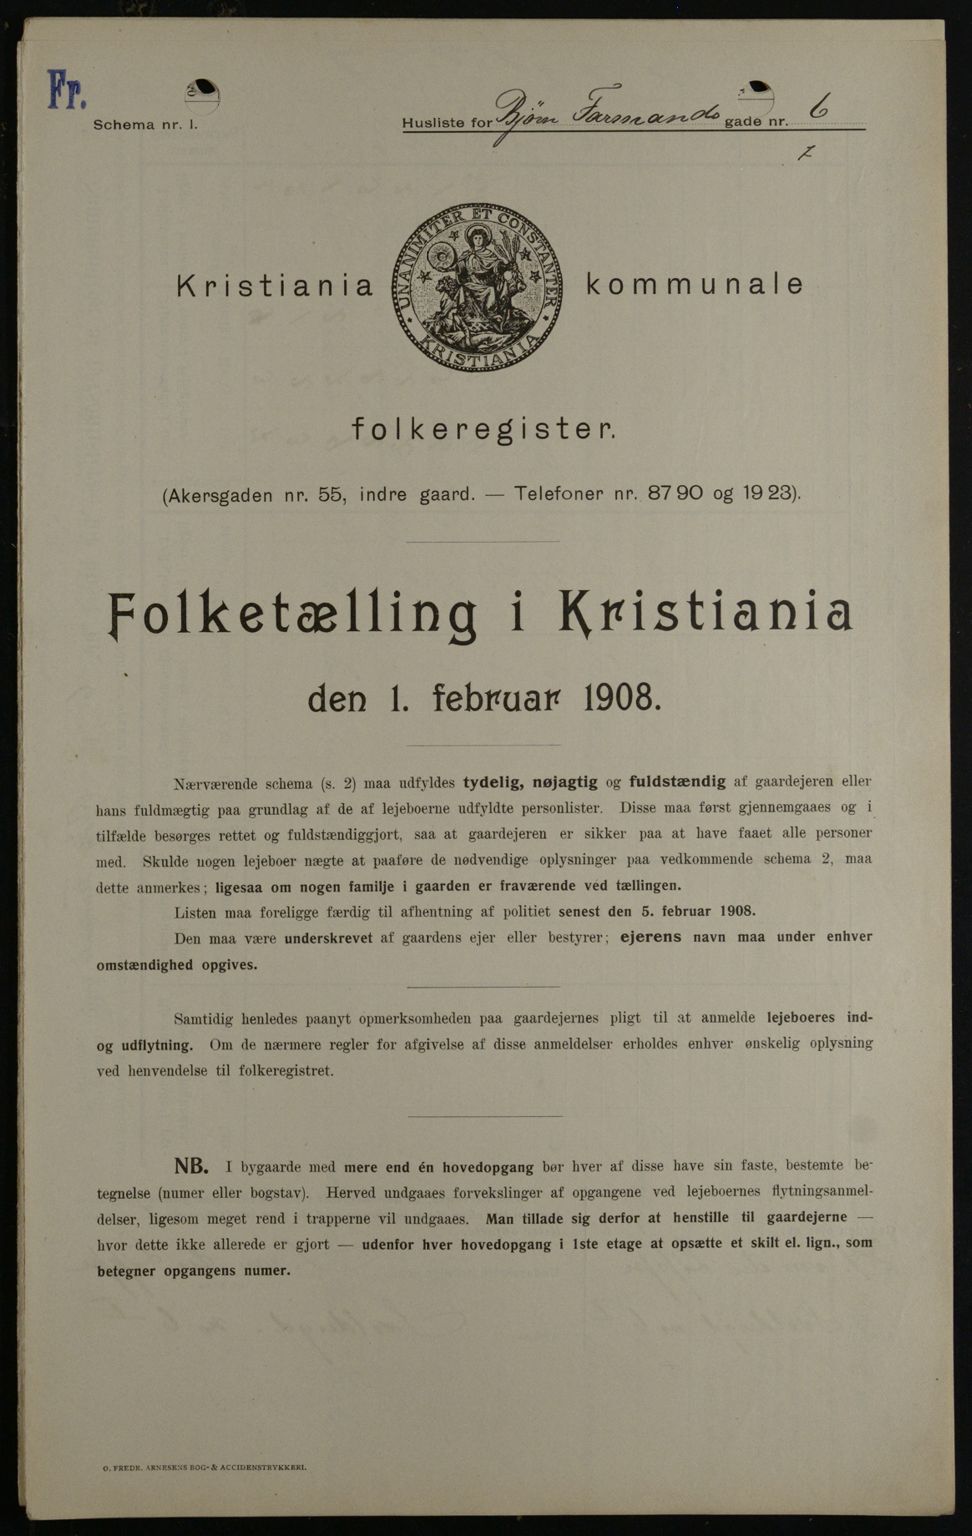 Fr.
Schema nr. 1.
Husliste for Bjørn Farmands gade nr. 6
7
UNANIMITER ET CONSTANTER
KRISTIANIA
Kristiania kommunale
folkeregister.
(Akersgaden nr. 55, indre gaard. — Telefoner nr. 87 90 og 19 23).
Folketælling i Kristiania
den 1. februar 1908.
Nærværende schema (s. 2) maa udfyldes tydelig, nøjagtig og fuldstændig af gaardejeren eller
hans fuldmægtig paa grundlag af de af lejeboerne udfyldte personlister. Disse maa først gjennemgaaes og i
tilfælde besørges rettet og fuldstændiggjort, saa at gaardejeren er sikker paa at have faaet alle personer
med. Skulde nogen lejeboer nægte at paaføre de nødvendige oplysninger paa vedkommende schema 2, maa
dette anmerkes; ligesaa om nogen familje i gaarden er fraværende ved tællingen.
Listen maa foreligge færdig til afhentning af politiet senest den 5. februar 1908.
Den maa være underskrevet af gaardens ejer eller bestyrer; ejerens navn maa under enhver
omstændighed opgives.
Samtidig henledes paanyt opmerksomheden paa gaardejernes pligt til at anmelde lejeboeres ind-
og udflytning. Om de nærmere regler for afgivelse af disse anmeldelser erholdes enhver ønskelig oplysning
ved henvendelse til folkeregistret.
NB. I bygaarde med mere end én hovedopgang bør hver af disse have sin faste, bestemte be-
tegnelse (numer eller bogstav). Herved undgaaes forvekslinger af opgangene ved lejeboernes flytningsanmel-
delser, ligesom meget rend i trapperne vil undgaaes. Man tillade sig derfor at henstille til gaardejerne —
hvor dette ikke allerede er gjort — udenfor hver hovedopgang i 1ste etage at opsætte et skilt el. lign., som
betegner opgangens numer.
O. FREDR. ARNESENS BOG- & ACCIDENSTRYKKERI.